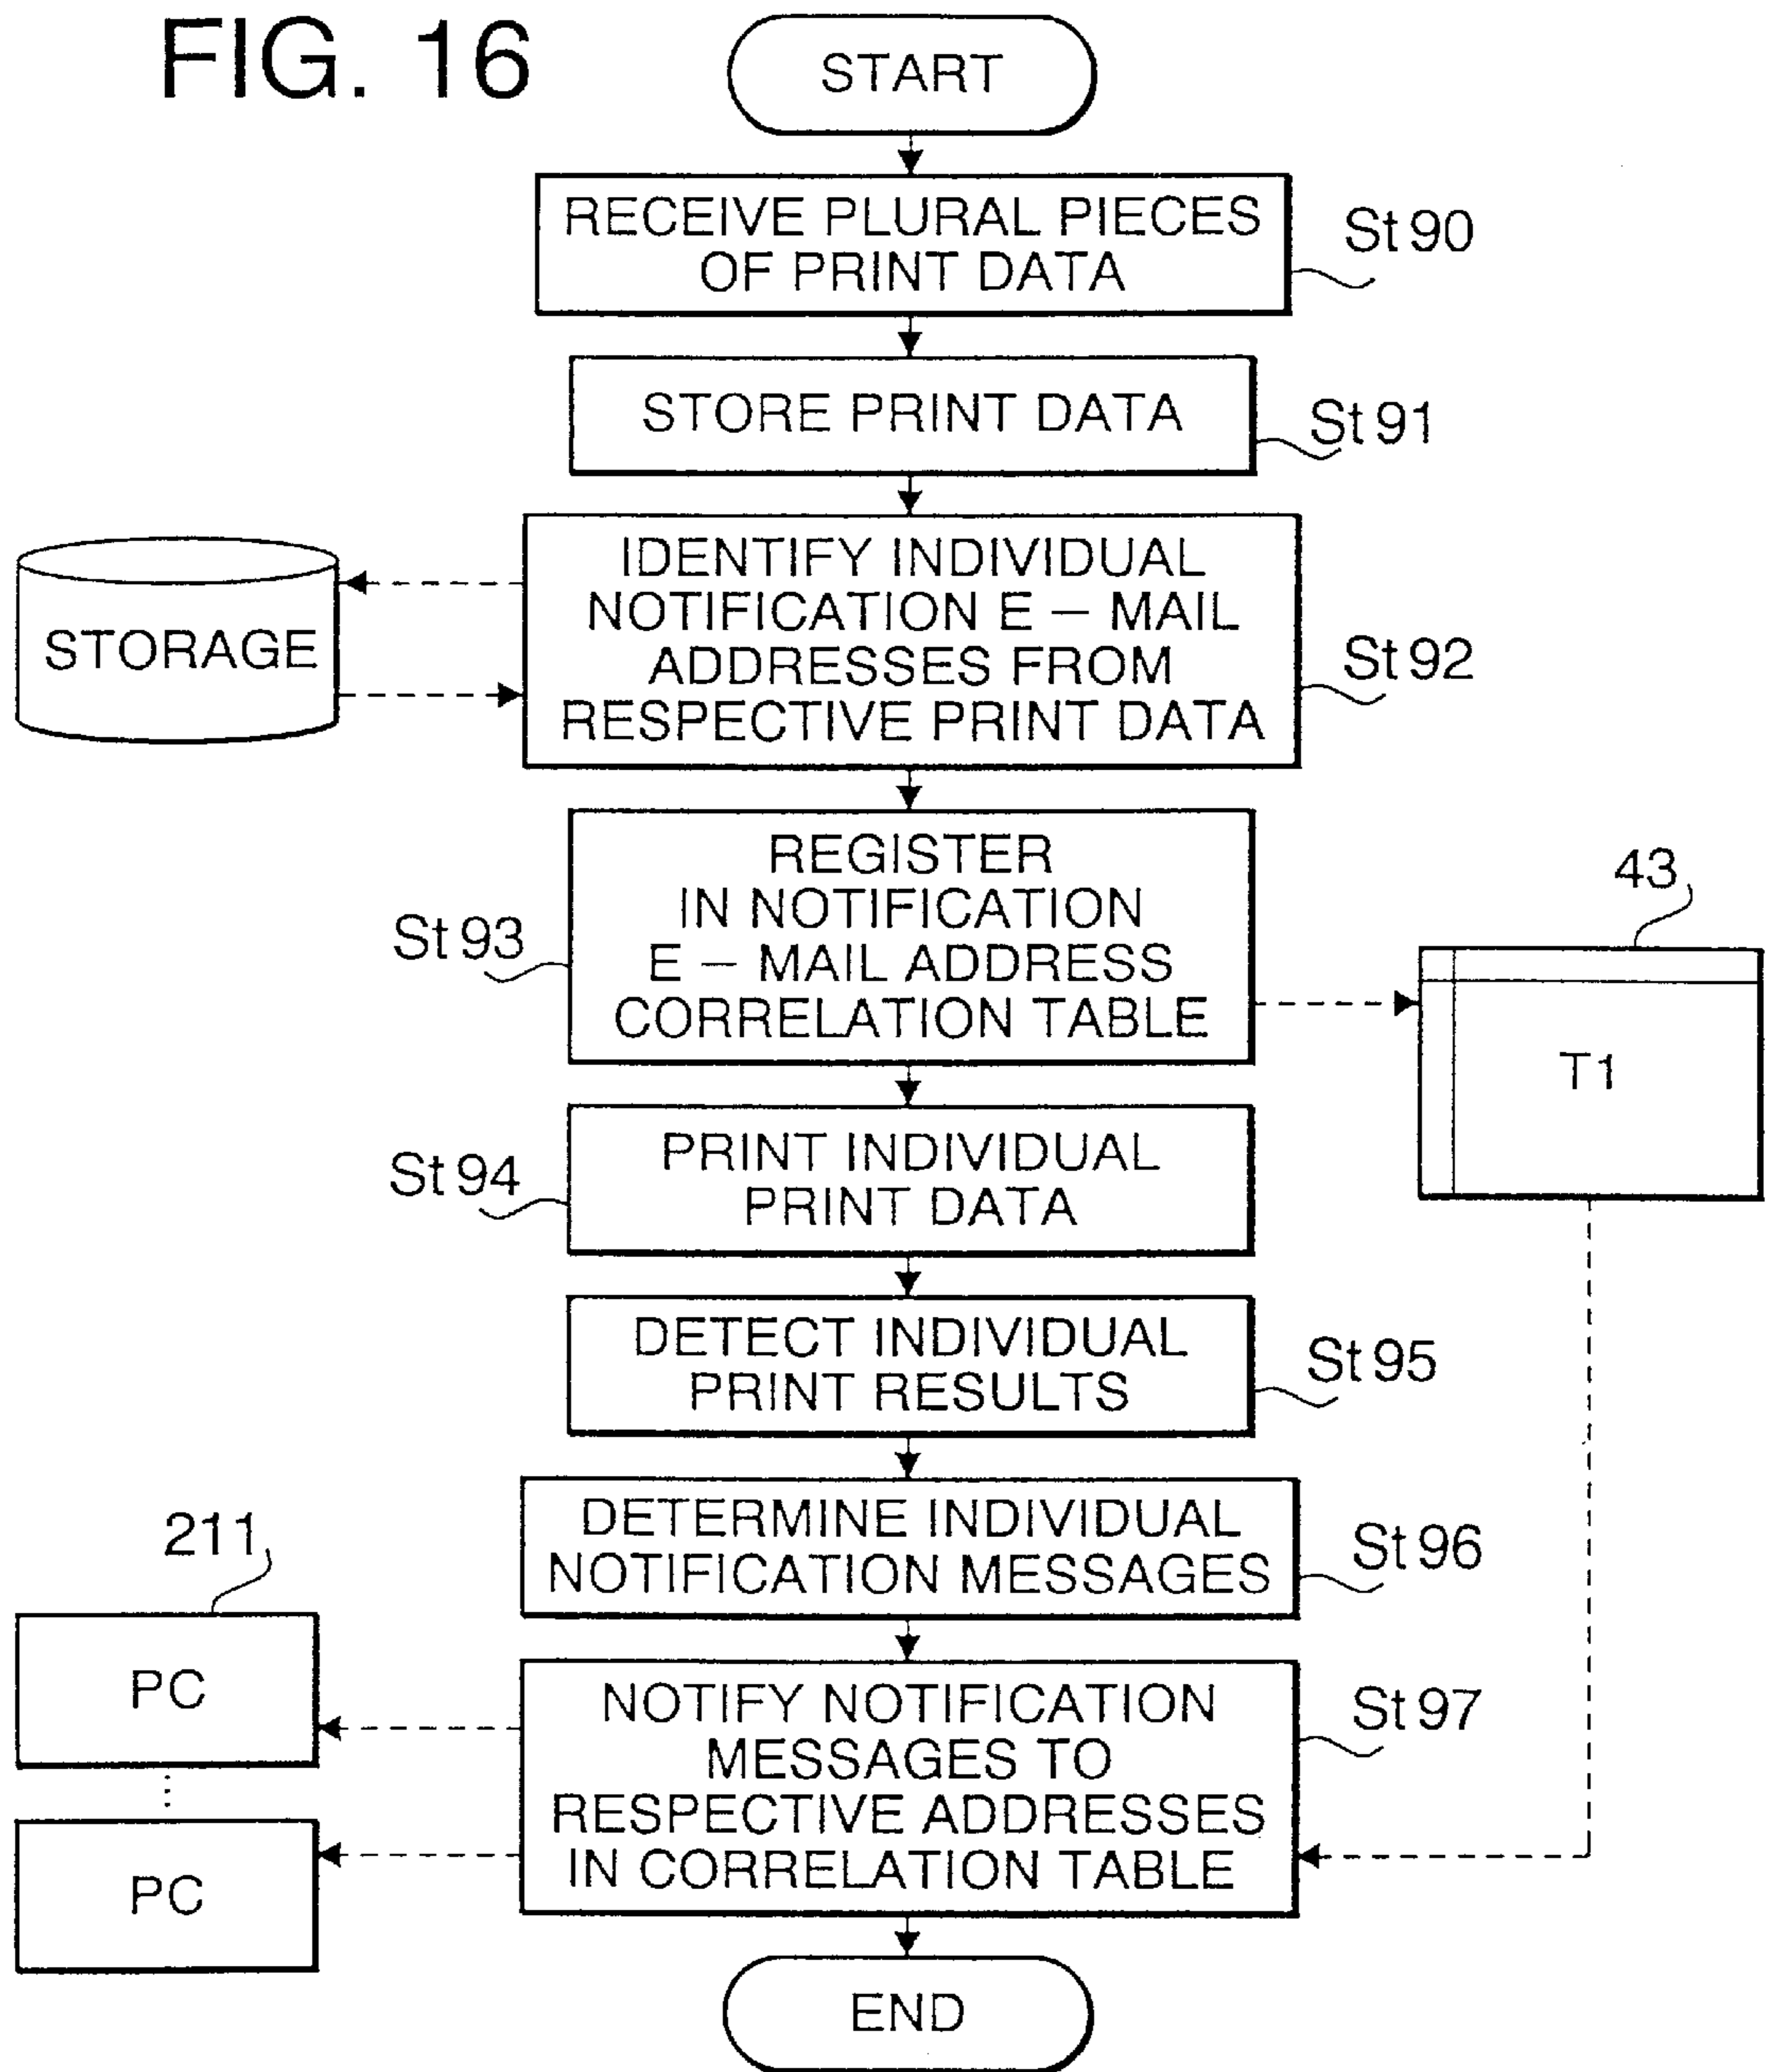 FIG. 16
START
RECEIVE PLURAL PIECES
OF PRINT DATA
St 90
STORE PRINT DATA
St 91
STORAGE
IDENTIFY INDIVIDUAL
NOTIFICATION E – MAIL
ADDRESSES FROM
RESPECTIVE PRINT DATA
St 92
REGISTER
IN NOTIFICATION
E – MAIL ADDRESS
CORRELATION TABLE
St 93
43
T1
PRINT INDIVIDUAL
PRINT DATA
St 94
DETECT INDIVIDUAL
PRINT RESULTS
St 95
DETERMINE INDIVIDUAL
NOTIFICATION MESSAGES
St 96
211
PC
PC
NOTIFY NOTIFICATION
MESSAGES TO
RESPECTIVE ADDRESSES
IN CORRELATION TABLE
St 97
END